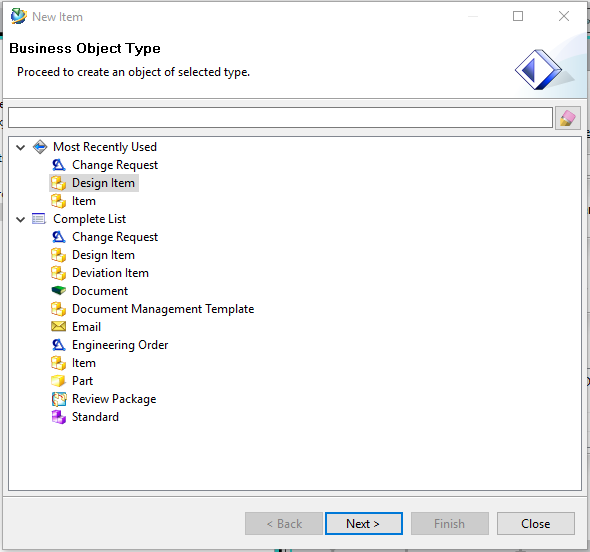 New Item
Business Object Type
Proceed to create an object of selected type.
Most Recently Used
Change Request
Design Item
Item
Complete List
Change Request
Design Item
Deviation Item
Document
Document Management Template
Email
Engineering Order
Item
Part
Review Package
Standard
< Back Next > Finish Close